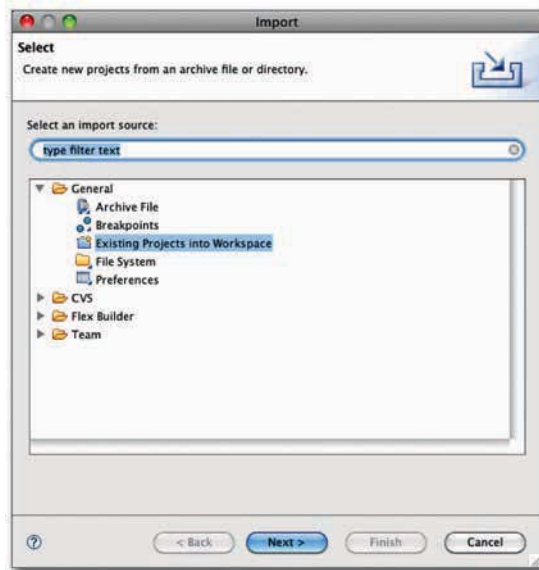 Import
Select
Create new projects from an archive file or directory.
Select an import source:
type filter text
General
Archive File
Breakpoints
Existing Projects into Workspace
File System
Preferences
CVS
Flex Builder
Team
?
< Back
Next >
Finish
Cancel